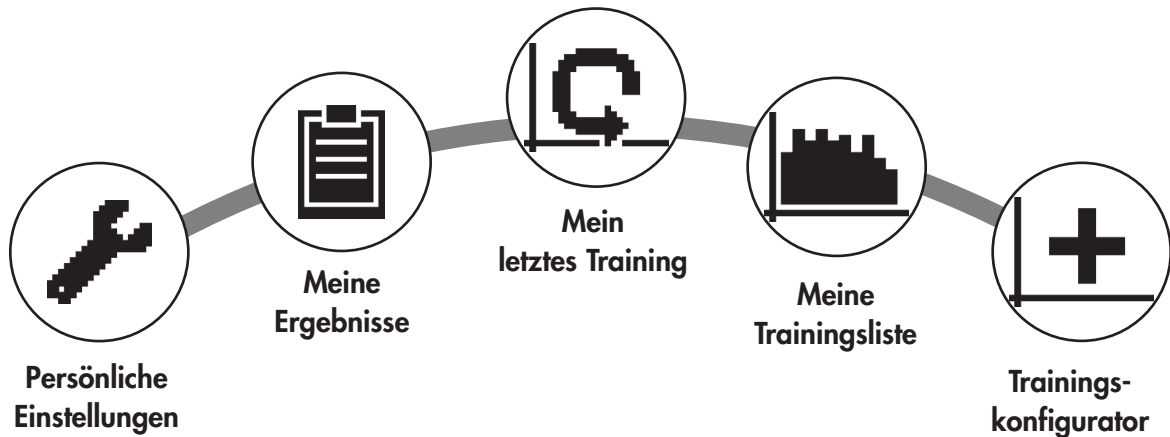 Persönliche
Einstellungen
Meine
Ergebnisse
Mein
letztes Training
Meine
Trainingsliste
Trainings-
konfigurator